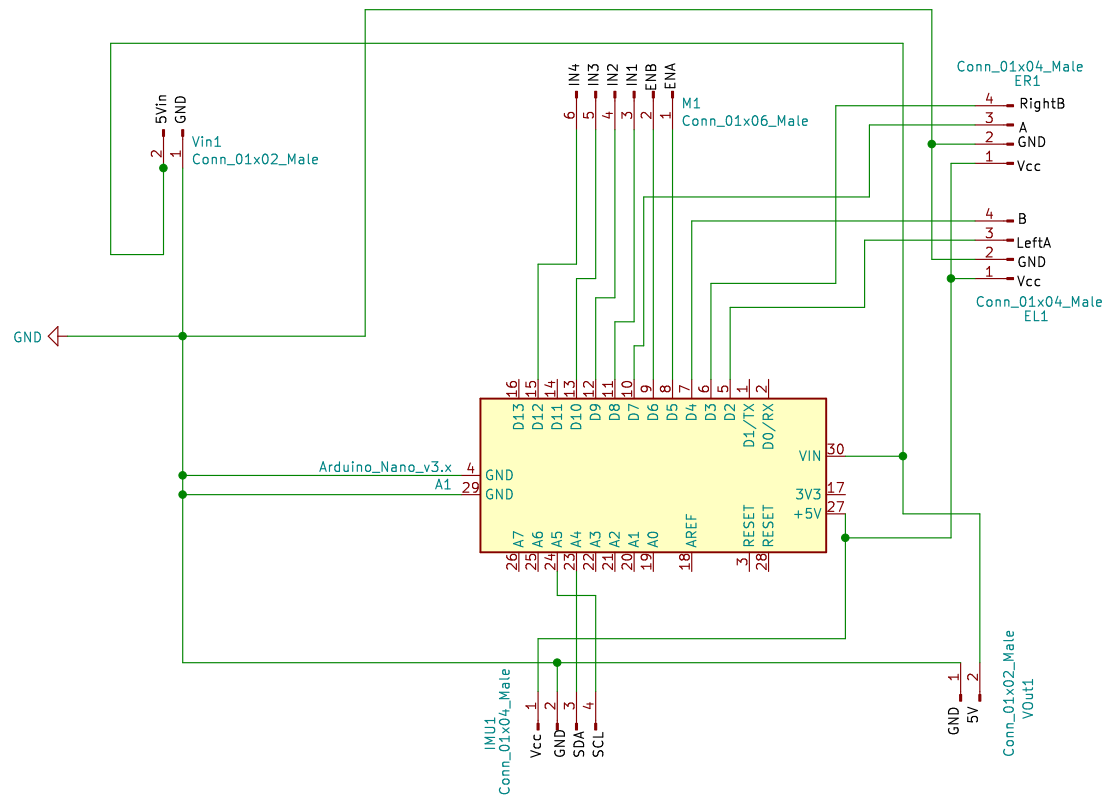 Conn_01x04_Male
ER1
4 RightB
3 A
2 GND
1 Vcc
IN4
IN3
IN2
IN1
ENB
ENA
6
5
4
3
2
1
M1
Conn_01x06_Male
5Vin
GND
2
1
Vin1
Conn_01x02_Male
4 B
3 LeftA
2 GND
1 Vcc
Conn_01x04_Male
EL1
GND
16
15
14
13
12
11
10
9
8
7
6
5
1
2
D13
D12
D11
D10
D9
D8
D7
D6
D5
D4
D3
D2
D1/TX
D0/RX
Arduino_Nano_v3.x
A1
4 GND
29 GND
VIN 30
3V3 17
+5V 27
A7
A6
A5
A4
A3
A2
A1
A0
AREF
RESET
RESET
26
25
24
23
22
21
20
19
18
3
28
IMU1
Conn_01x04_Male
1
2
3
4
Vcc
GND
SDA
SCL
1
2
GND
5V
Conn_01x02_Male
VOut1